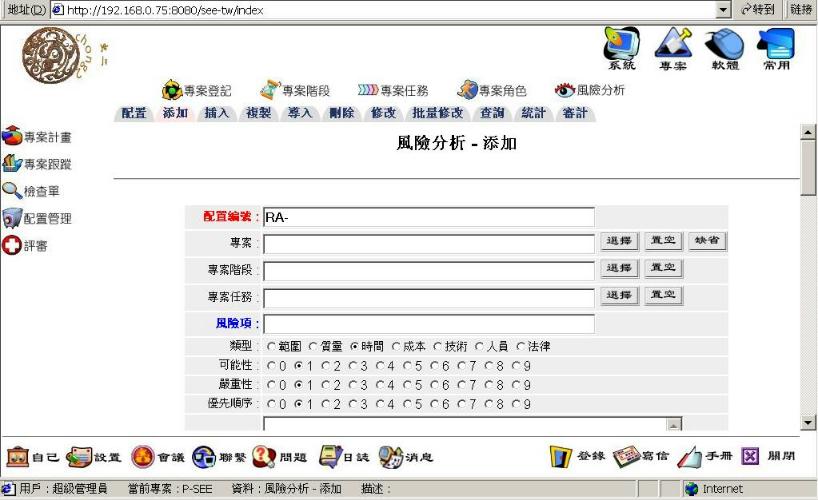 地址(D) http://192.168.0.75:8080/see-tw/index 转到 链接
chongj
系統 專案 軟體 常用
專案登記 專案階段 專案任務 專案角色 風險分析
配置 添加 插入 複製 導入 刪除 修改 批量修改 查詢 統計 審計
專案計畫
專案跟蹤
檢查單
配置管理
評審
風險分析 - 添加
配置編號 : RA-
專案 : 選擇 置空 缺省
專案階段 : 選擇 置空
專案任務 : 選擇 置空
風險項 :
類型 : 範圍 質量 時間 成本 技術 人員 法律
可能性 : 0 1 2 3 4 5 6 7 8 9
嚴重性 : 0 1 2 3 4 5 6 7 8 9
優先順序 : 0 1 2 3 4 5 6 7 8 9
自己 設置 會議 聯繫 問題 日誌 消息 登錄 寫信 手冊 關閉
用戶 : 超級管理員 當前專案 : P-SEE 資料 : 風險分析 - 添加 描述 : Internet